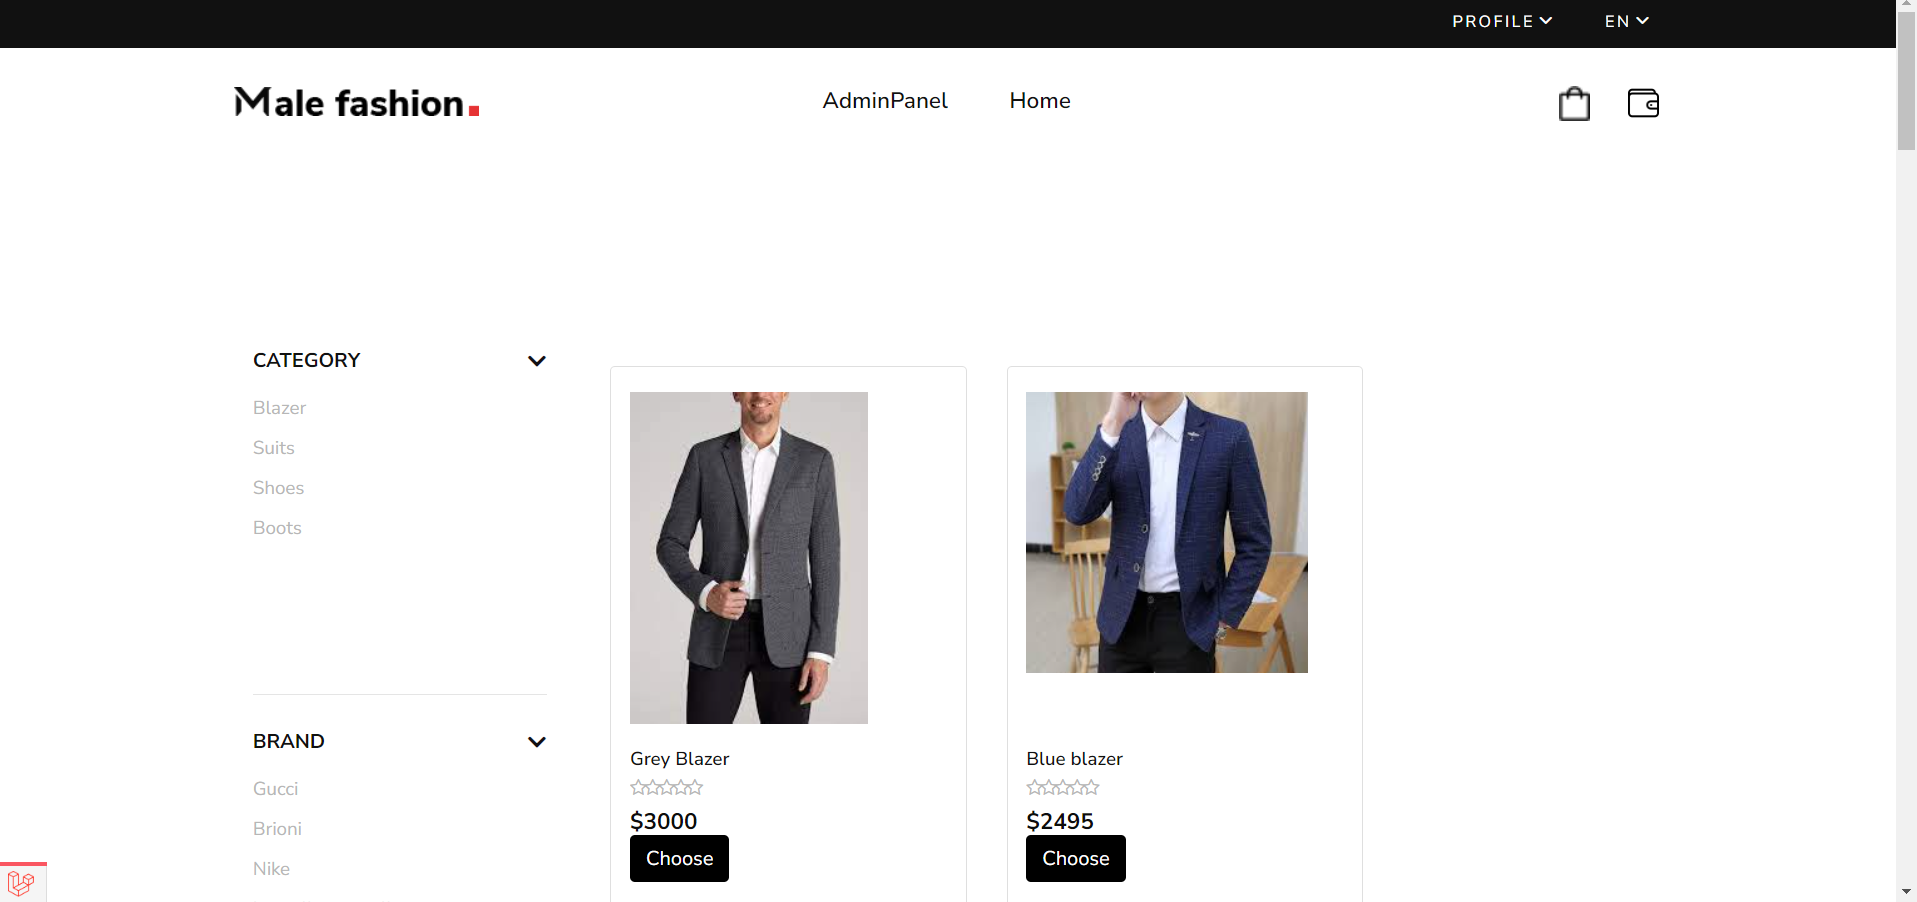 PROFILE EN
Male fashion.
AdminPanel Home
CATEGORY
Blazer
Suits
Shoes
Boots
BRAND
Gucci
Brioni
Nike
Grey Blazer
$3000
Choose
Blue blazer
$2495
Choose